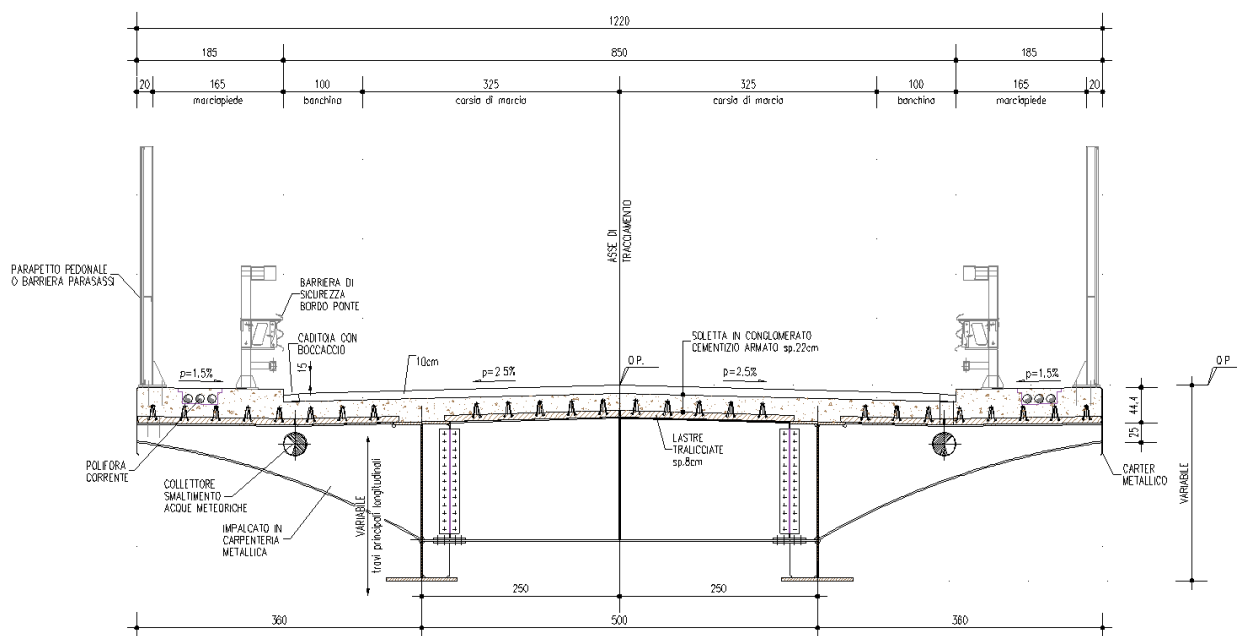 1220
185 850 185
20 165 100 325 325 100 165 20
marciapiede banchina corsia di marcia corsia di marcia banchina marciapiede
ASSE DI
TRACCIAMENTO
PARAPETTO PEDONALE
O BARRIERA PARASASSI
BARRIERA DI
SICUREZZA
BORDO PONTE
CADITOIA CON
BOCCACCIO
SOLETTA IN CONGLOMERATO
CEMENTIZIO ARMATO sp.22cm
p=1,5% 15 10cm p=2.5% Q.P. p=2.5% p=1,5% Q.P.
44.4
25
VARIABILE
POLIFORA
CORRENTE
COLLETTORE
SMALTIMENTO
ACQUE METEORICHE
IMPALCATO IN
CARPENTERIA
METALLICA
VARIABILE
travi principali longitudinali
LASTRE
TRALICCIATE
sp.8cm
CARTER
METALLICO
250 250
360 500 360